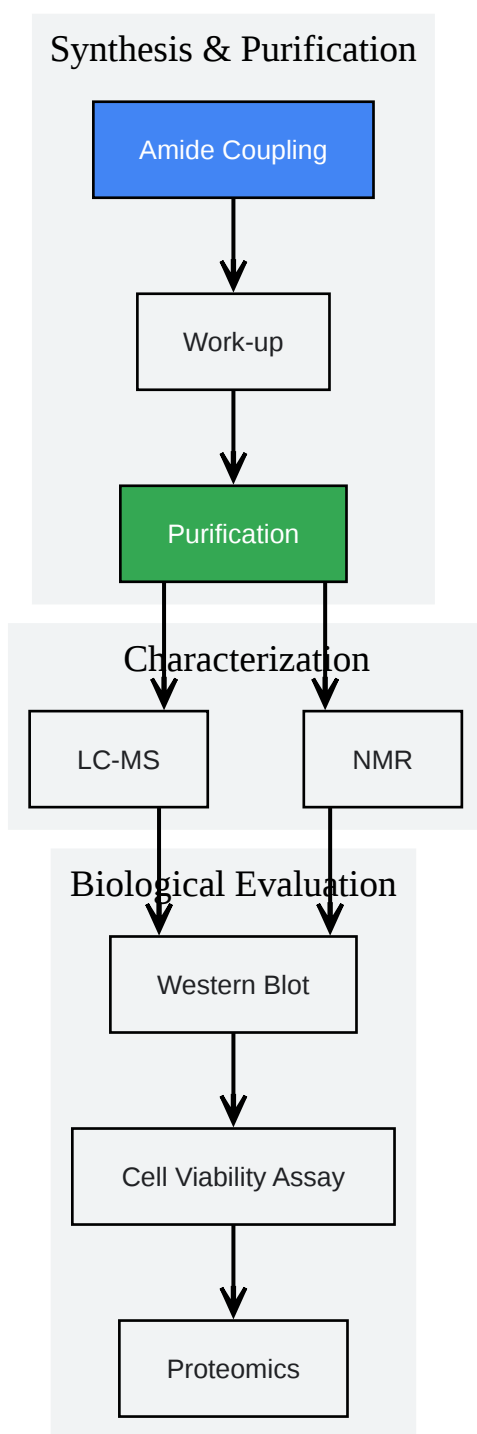 Synthesis & Purification
Amide Coupling
Work-up
Purification
Characterization
LC-MS
NMR
Biological Evaluation
Western Blot
Cell Viability Assay
Proteomics